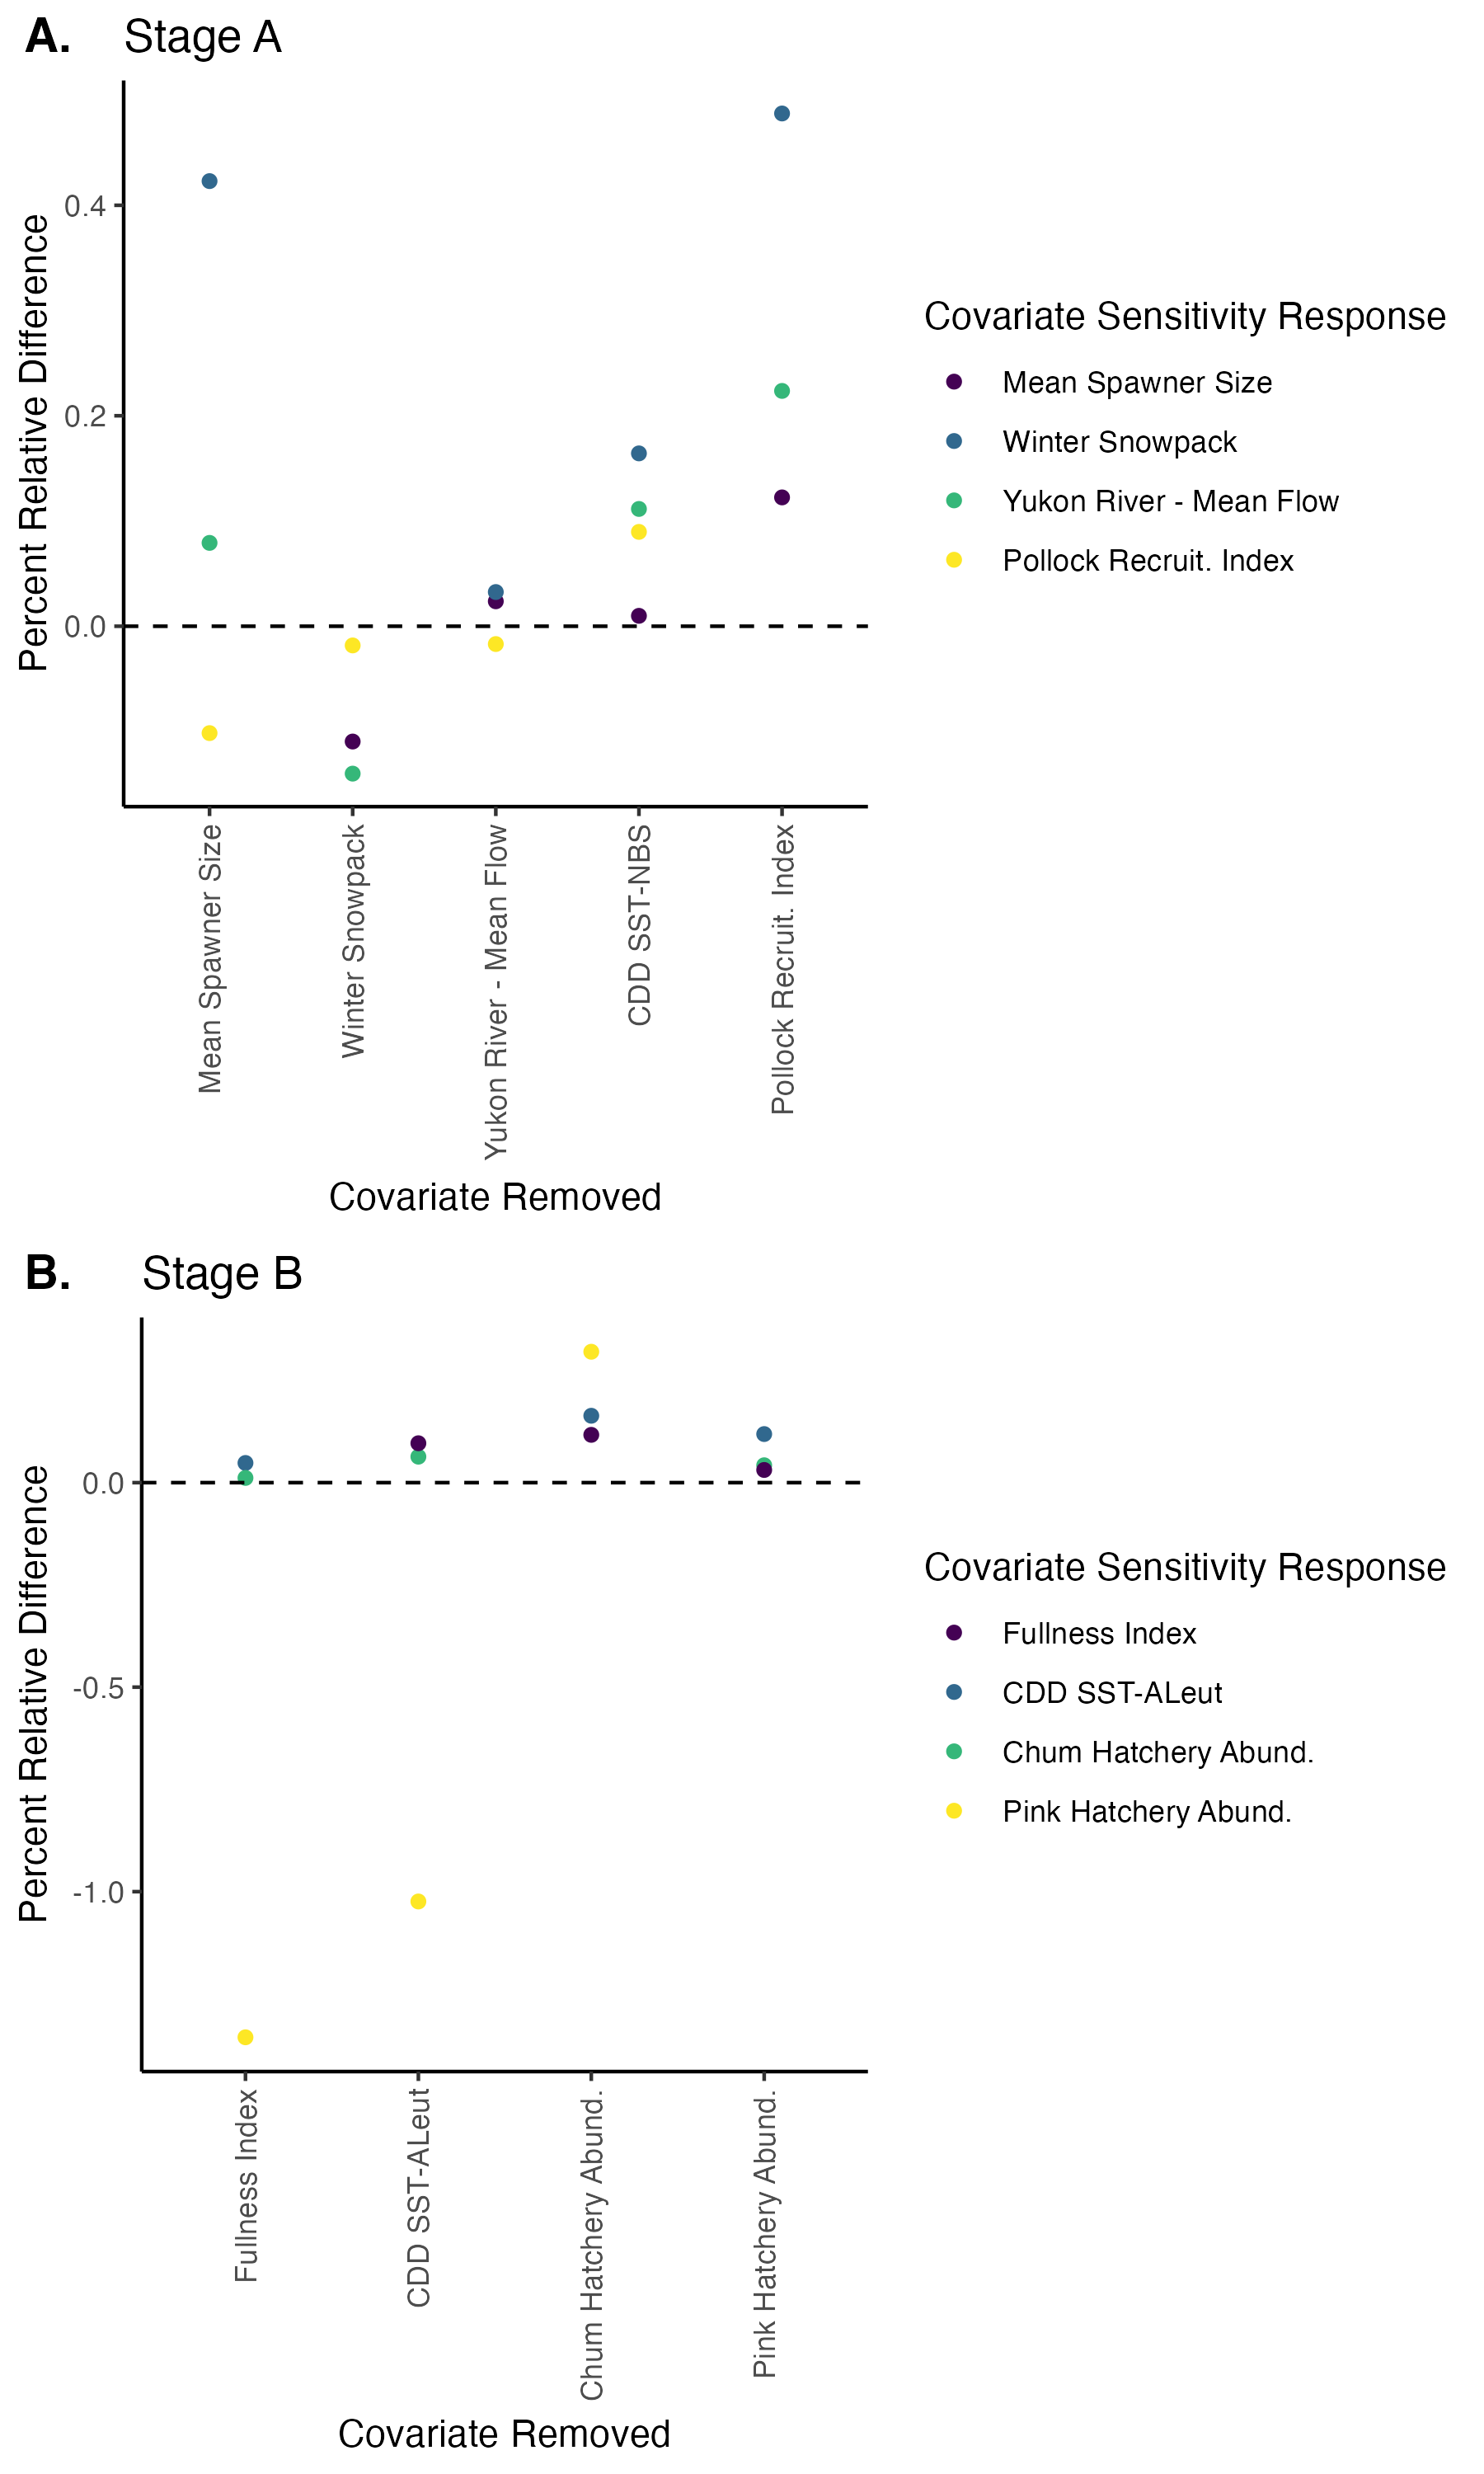 A. Stage A
Percent Relative Difference
0.4
0.2
0.0
Mean Spawner Size
Winter Snowpack
Yukon River - Mean Flow
CDD SST-NBS
Pollock Recruit. Index
Covariate Removed
Covariate Sensitivity Response
Mean Spawner Size
Winter Snowpack
Yukon River - Mean Flow
Pollock Recruit. Index
B. Stage B
Percent Relative Difference
0.0
-0.5
-1.0
Fullness Index
CDD SST-ALeut
Chum Hatchery Abund.
Pink Hatchery Abund.
Covariate Removed
Covariate Sensitivity Response
Fullness Index
CDD SST-ALeut
Chum Hatchery Abund.
Pink Hatchery Abund.